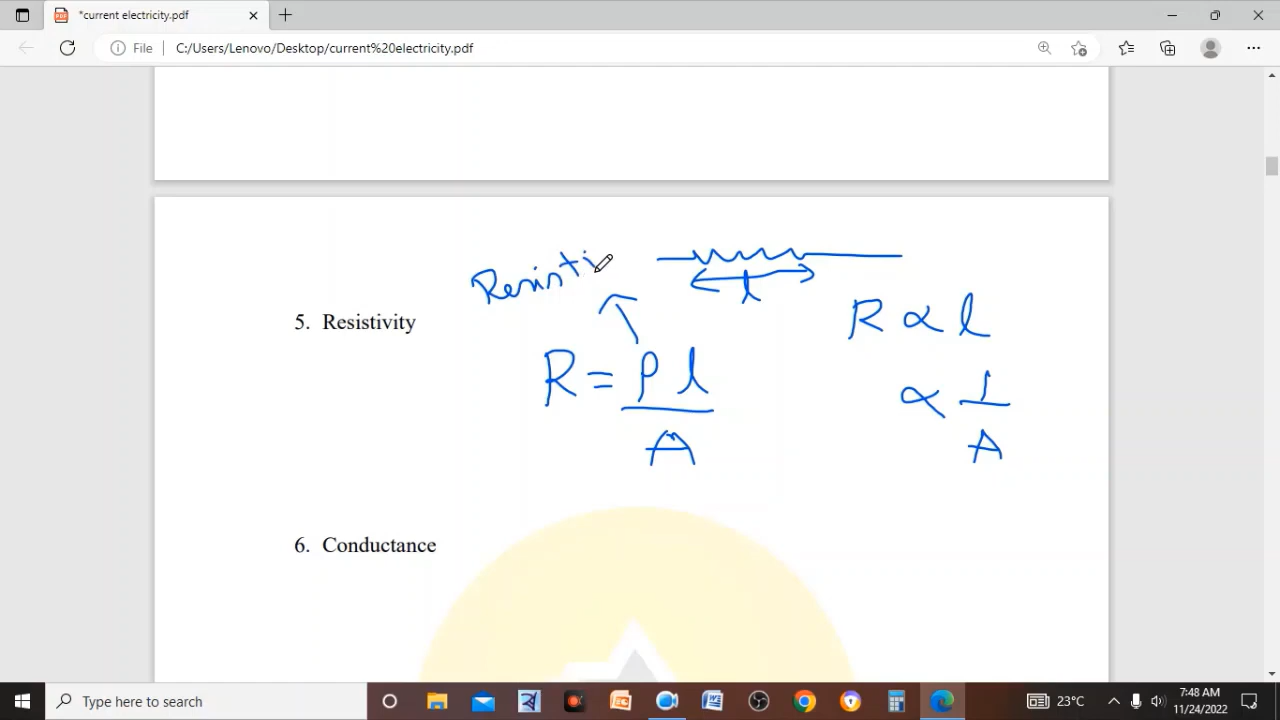 *current electricity.pdf
File
C:/Users/Lenovo/Desktop/current%20electricity.pdf
Resisti
l
R ∝ l
5. Resistivity
R = ρ l
A
∝ 1
A
6. Conductance
Type here to search
23°C
7:48 AM
11/24/2022